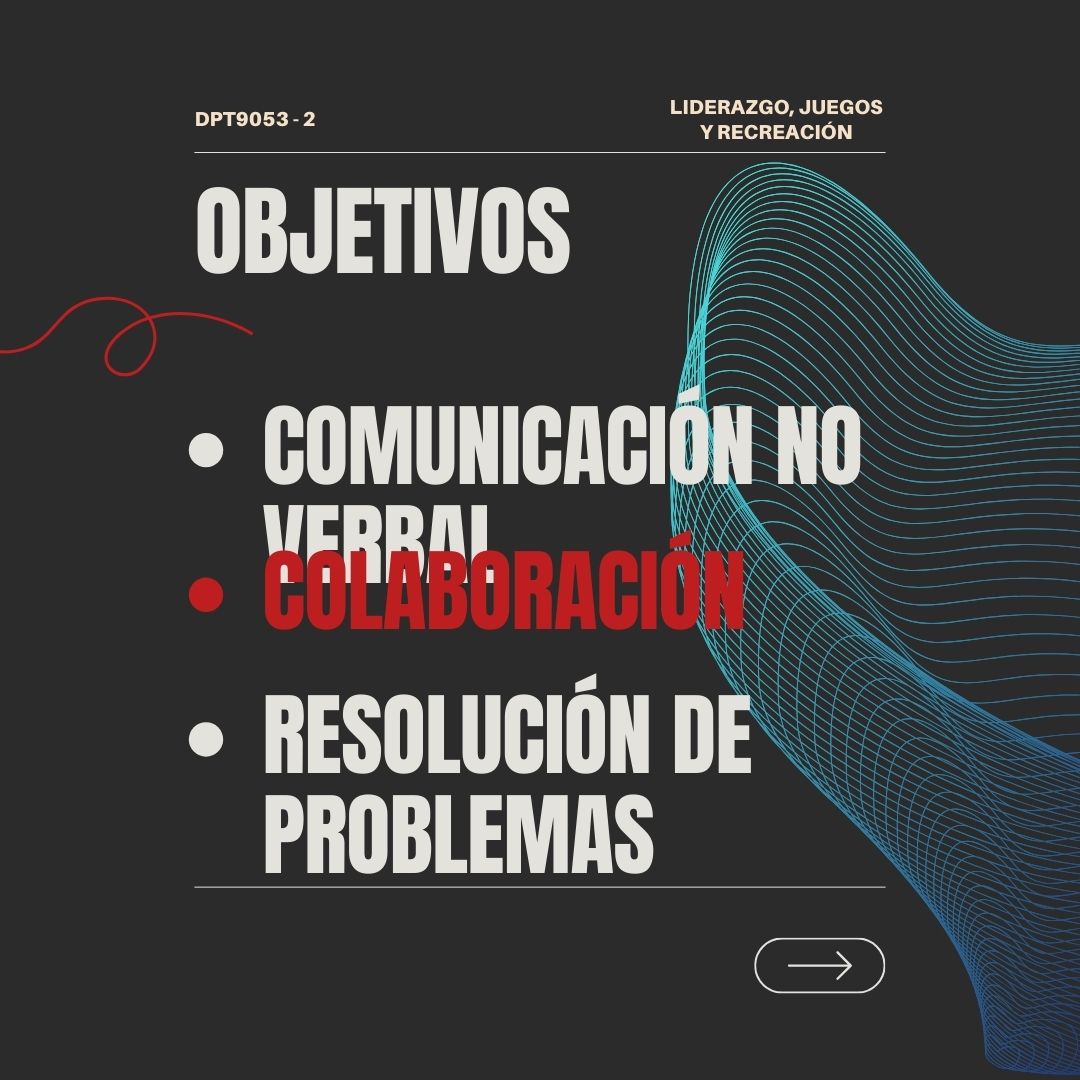 DPT9053 - 2
LIDERAZGO, JUEGOS
Y RECREACIÓN
OBJETIVOS
COMUNICACIÓN NO
VERBAL
COLABORACIÓN
RESOLUCIÓN DE
PROBLEMAS